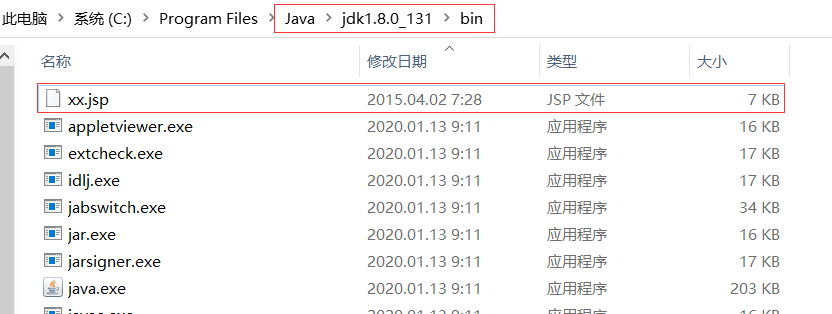 此电脑 > 系统 (C:) > Program Files > Java > jdk1.8.0_131 > bin
名称 修改日期 类型 大小
xx.jsp 2015.04.02 7:28 JSP 文件 7 KB
appletviewer.exe 2020.01.13 9:11 应用程序 16 KB
extcheck.exe 2020.01.13 9:11 应用程序 17 KB
idlj.exe 2020.01.13 9:11 应用程序 17 KB
jabswitch.exe 2020.01.13 9:11 应用程序 34 KB
jar.exe 2020.01.13 9:11 应用程序 16 KB
jarsigner.exe 2020.01.13 9:11 应用程序 17 KB
java.exe 2020.01.13 9:11 应用程序 203 KB